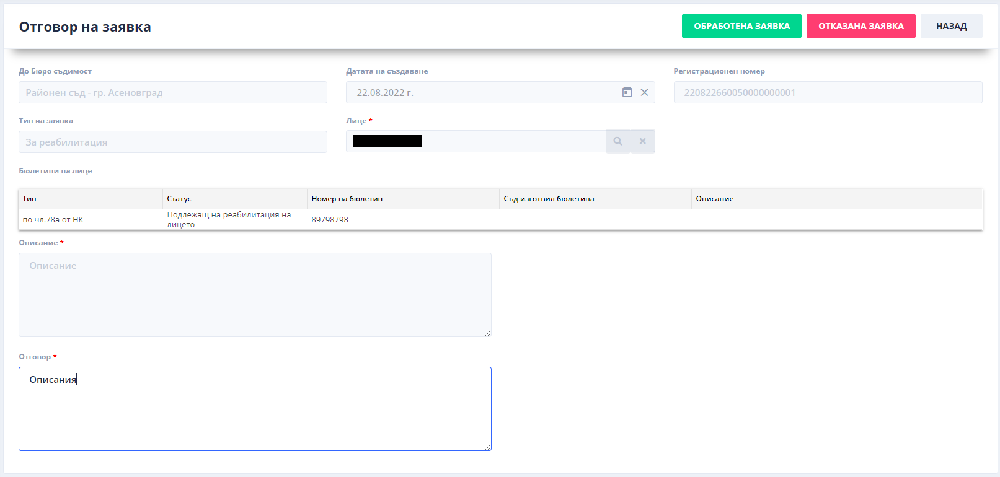 Отговор на заявка
ОБРАБОТЕНА ЗАЯВКА
ОТКАЗАНА ЗАЯВКА
НАЗАД
До Бюро съдимост
Датата на създаване
Регистрационен номер
Районен съд - гр. Асеновград
22.08.2022 г.
220822660050000000001
Тип на заявка
Лице *
За реабилитация
Бюлетини на лице
Тип
Статус
Номер на бюлетин
Съд изготвил бюлетина
Описание
по чл.78а от НК
Подлежащ на реабилитация на
лицето
89798798
Описание *
Описание
Отговор *
Описания